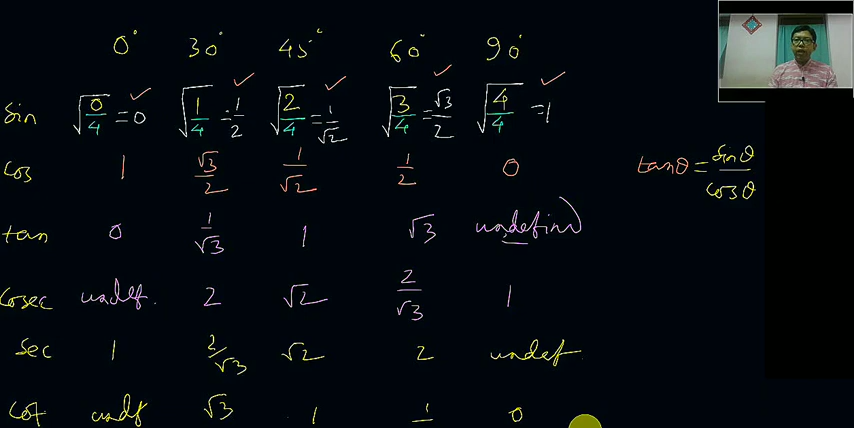 0° 30° 45° 60° 90°
sin √0/4 = 0 √1/4 = 1/2 √2/4 = 1/√2 √3/4 = √3/2 √4/4 = 1
cos 1 √3/2 1/√2 1/2 0 tanθ = sinθ/cosθ
tan 0 1/√3 1 √3 undefined
cosec undef. 2 √2 2/√3 1
sec 1 2/√3 √2 2 undef.
cot undf √3 1 1/ 0